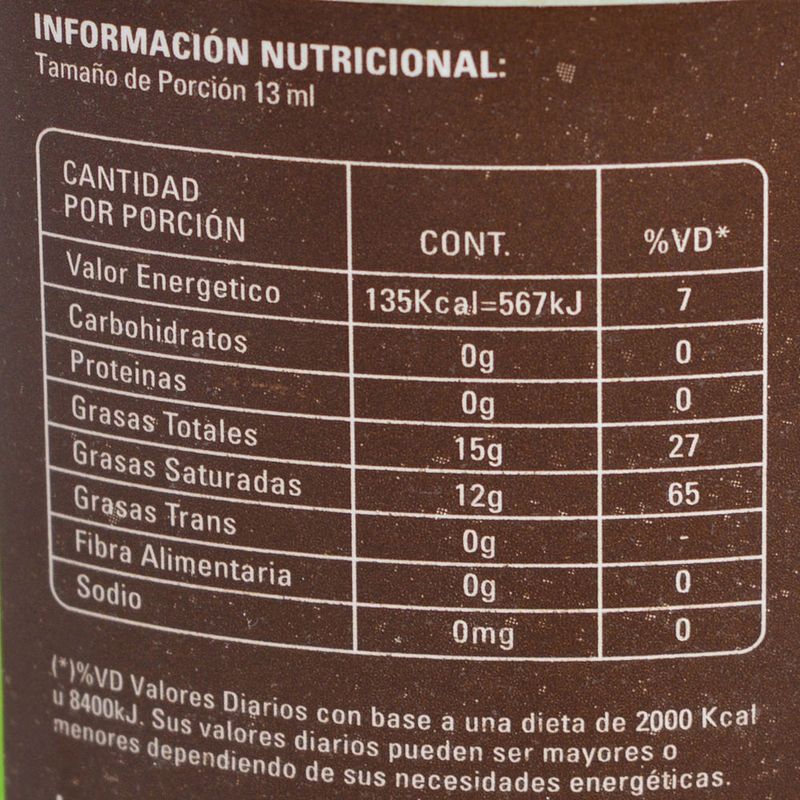 INFORMACIÓN NUTRICIONAL:
Tamaño de Porción 13 ml
CANTIDAD
POR PORCIÓN CONT. %VD*
Valor Energetico 135Kcal=567kJ 7
Carbohidratos 0g 0
Proteinas 0g 0
Grasas Totales 15g 27
Grasas Saturadas 12g 65
Grasas Trans 0g -
Fibra Alimentaria 0g 0
Sodio 0mg 0
(*)%VD Valores Diarios con base a una dieta de 2000 Kcal
u 8400kJ. Sus valores diarios pueden ser mayores o
menores dependiendo de sus necesidades energéticas.